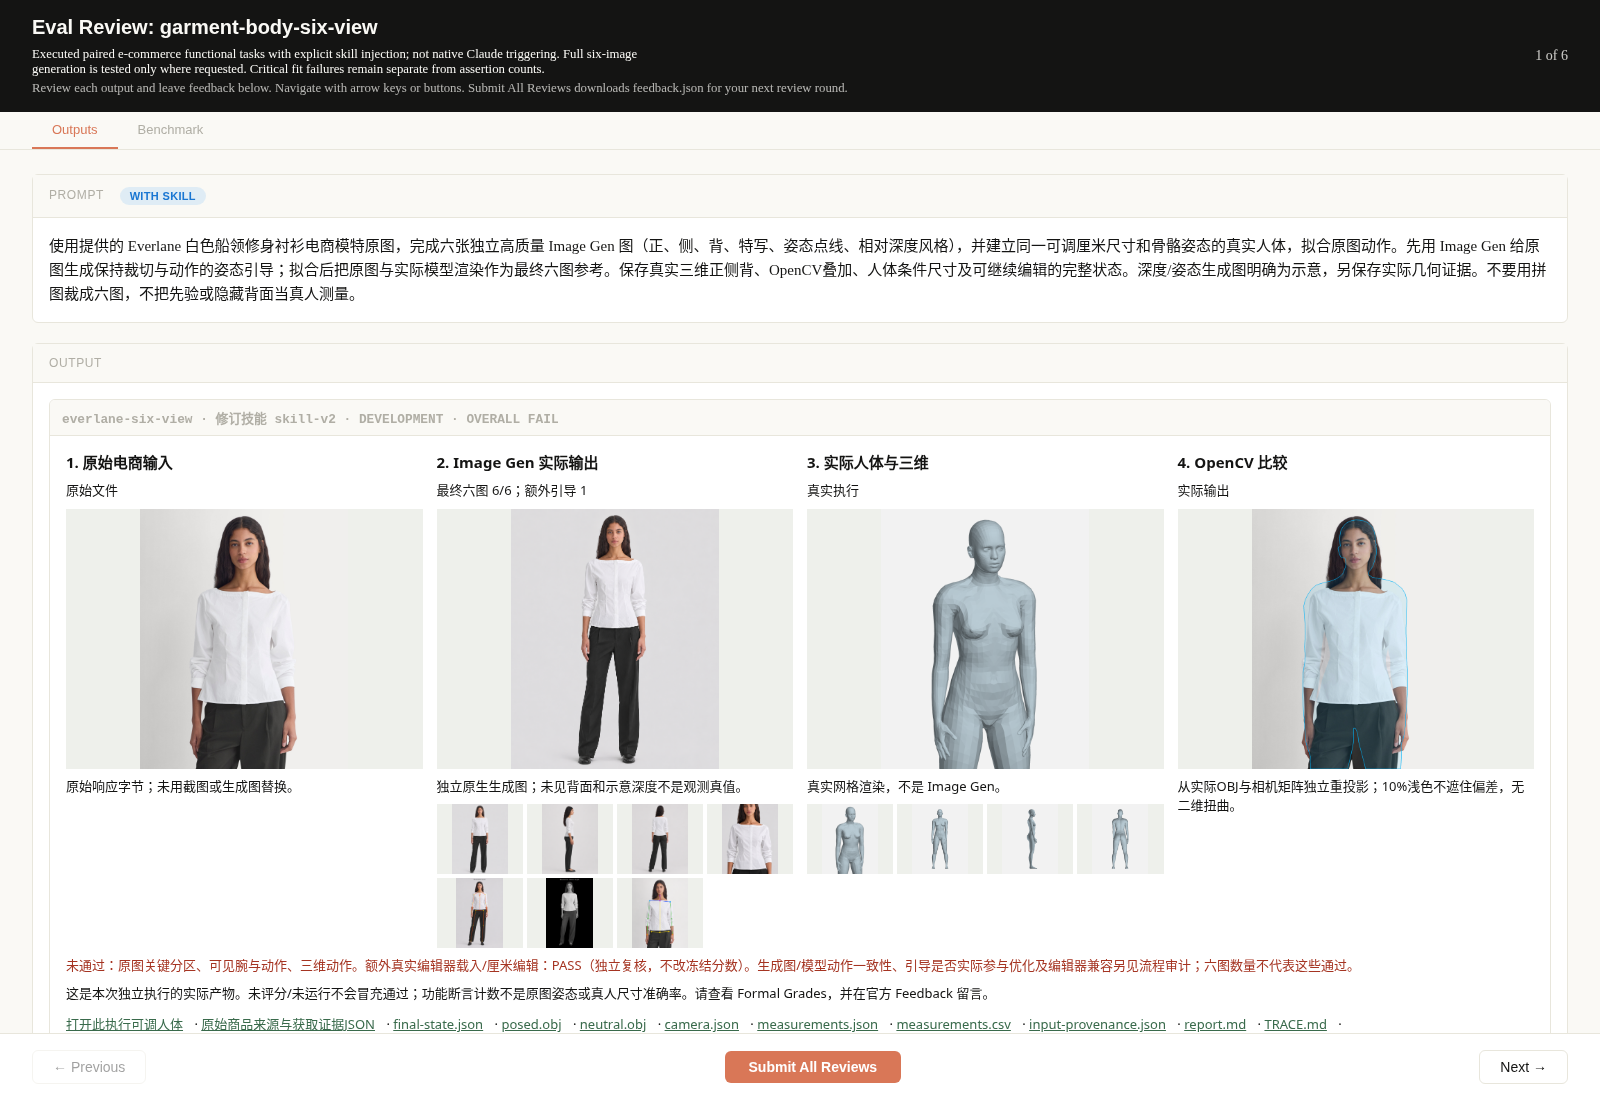 Eval Review: garment-body-six-view
Executed paired e-commerce functional tasks with explicit skill injection; not native Claude triggering. Full six-image
generation is tested only where requested. Critical fit failures remain separate from assertion counts.
Review each output and leave feedback below. Navigate with arrow keys or buttons. Submit All Reviews downloads feedback.json for your next review round.
1 of 6
Outputs
Benchmark
PROMPT
WITH SKILL
使用提供的 Everlane 白色船领修身衬衫电商模特原图，完成六张独立高质量 Image Gen 图（正、侧、背、特写、姿态点线、相对深度风格），并建立同一可调厘米尺寸和骨骼姿态的真实人体，拟合原图动作。先用 Image Gen 给原
图生成保持裁切与动作的姿态引导；拟合后把原图与实际模型渲染作为最终六图参考。保存真实三维正侧背、OpenCV叠加、人体条件尺寸及可继续编辑的完整状态。深度/姿态生成图明确为示意，另保存实际几何证据。不要用拼
图裁成六图，不把先验或隐藏背面当真人测量。
OUTPUT
everlane-six-view · 修订技能 skill-v2 · DEVELOPMENT · OVERALL FAIL
1. 原始电商输入
原始文件
原始响应字节；未用截图或生成图替换。
2. Image Gen 实际输出
最终六图 6/6；额外引导 1
独立原生生成图；未见背面和示意深度不是观测真值。
3. 实际人体与三维
真实执行
真实网格渲染，不是 Image Gen。
4. OpenCV 比较
实际输出
从实际OBJ与相机矩阵独立重投影；10%浅色不遮住偏差，无
二维扭曲。
未通过：原图关键分区、可见腕与动作、三维动作。额外真实编辑器载入/厘米编辑：PASS（独立复核，不改冻结分数）。生成图/模型动作一致性、引导是否实际参与优化及编辑器兼容另见流程审计；六图数量不代表这些通过。
这是本次独立执行的实际产物。未评分/未运行不会冒充通过；功能断言计数不是原图姿态或真人尺寸准确率。请查看 Formal Grades，并在官方 Feedback 留言。
打开此执行可调人体 · 原始商品来源与获取证据JSON · final-state.json · posed.obj · neutral.obj · camera.json · measurements.json · measurements.csv · input-provenance.json · report.md · TRACE.md ·
← Previous
Submit All Reviews
Next →